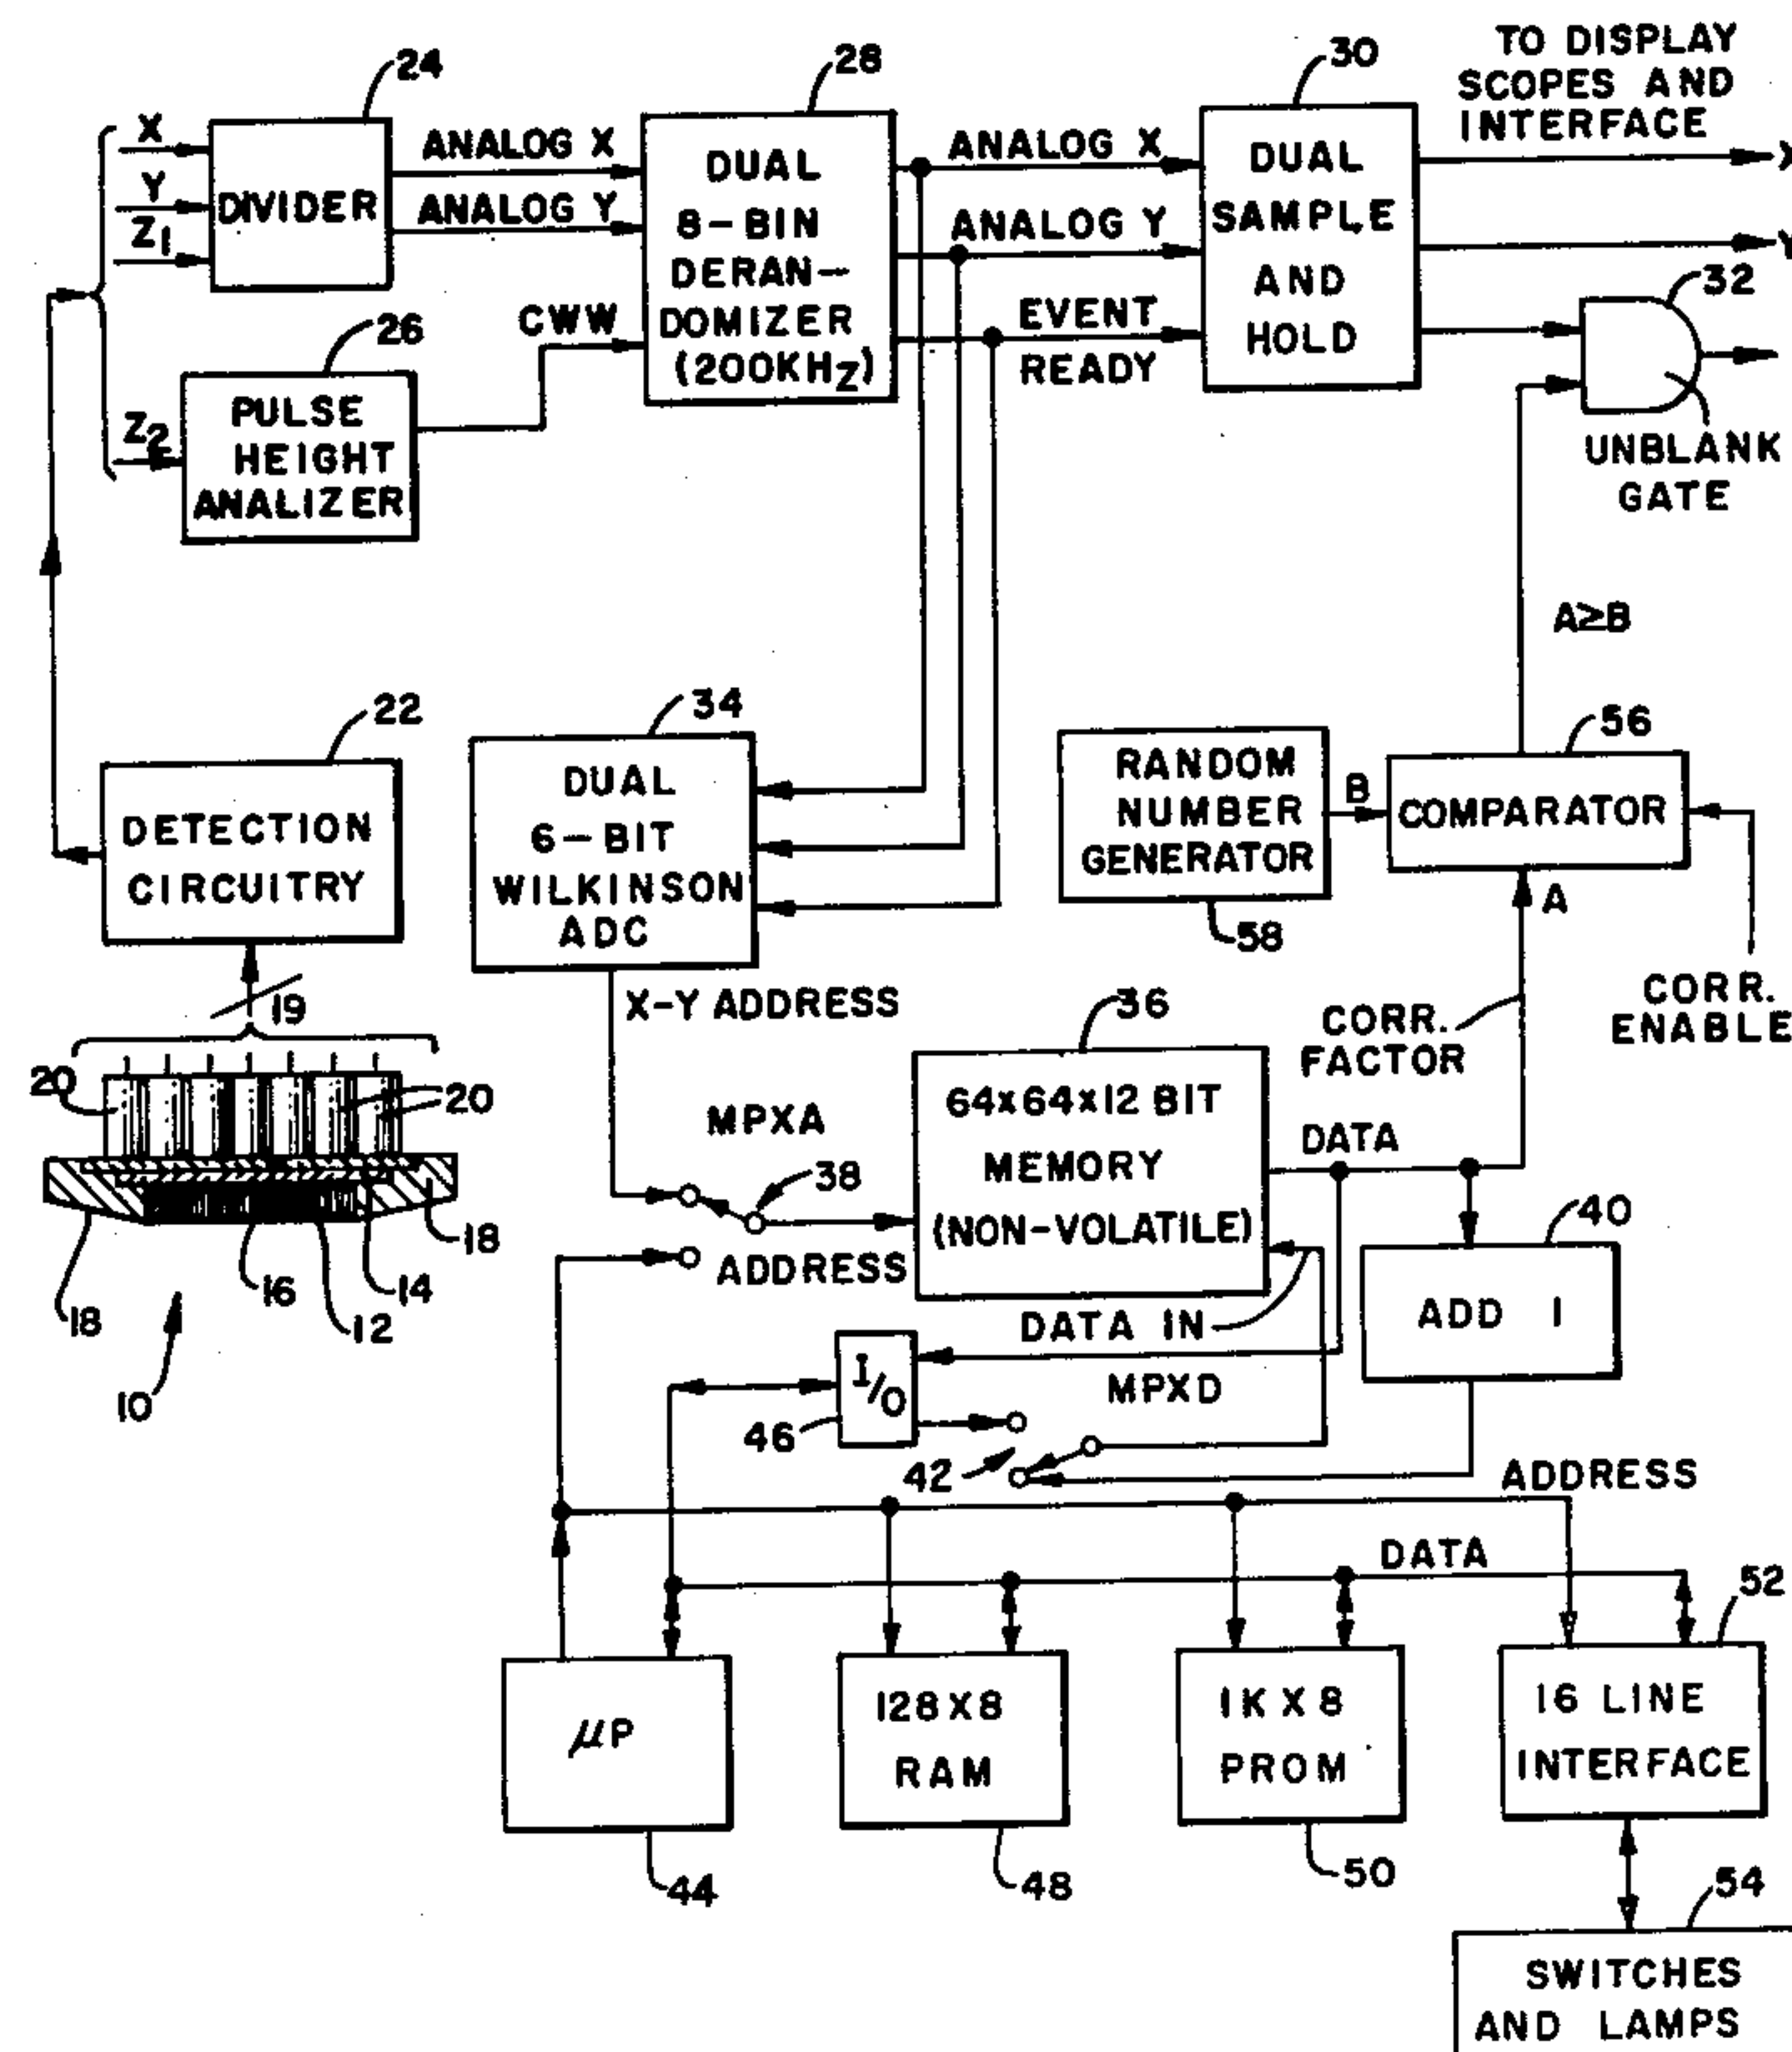 TO DISPLAY
SCOPES AND
INTERFACE
24
28
30
X
Y
Z1
DIVIDER
ANALOG X
ANALOG Y
DUAL
8-BIN
DERAN-
DOMIZER
(200KHZ)
ANALOG X
ANALOG Y
EVENT
READY
DUAL
SAMPLE
AND
HOLD
X
Y
32
UNBLANK
GATE
26
CWW
Z2
PULSE
HEIGHT
ANALIZER
A≥B
22
DETECTION
CIRCUITRY
34
DUAL
6-BIT
WILKINSON
ADC
RANDOM
NUMBER
GENERATOR
58
B
56
COMPARATOR
A
CORR.
ENABLE
CORR.
FACTOR
19
X-Y ADDRESS
36
20
20
MPXA
38
64x64x12 BIT
MEMORY
(NON-VOLATILE)
DATA
40
ADD 1
18
16
12
14
18
10
ADDRESS
DATA IN
I/O
46
MPXD
42
ADDRESS
DATA
52
μP
44
128X8
RAM
48
1K X 8
PROM
50
16 LINE
INTERFACE
54
SWITCHES
AND LAMPS